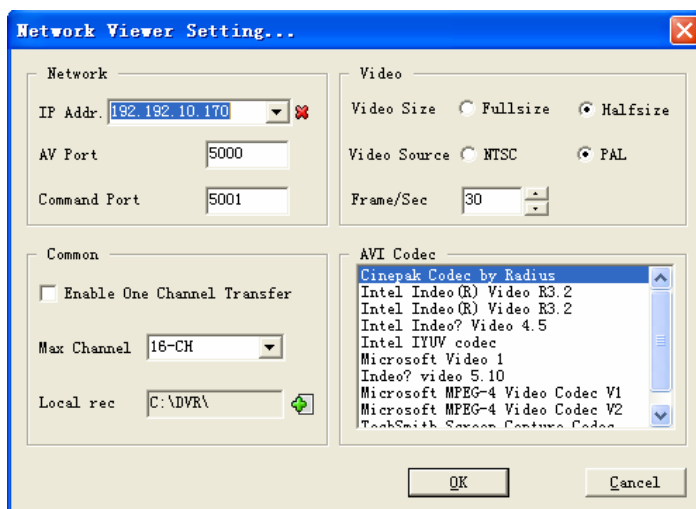 Network Viewer Setting...
Network
IP Addr. 192.192.10.170
AV Port 5000
Command Port 5001
Video
Video Size Fullsize Halfsize
Video Source NTSC PAL
Frame/Sec 30
Common
Enable One Channel Transfer
Max Channel 16-CH
Local rec C:\DVR\
AVI Codec
Cinepak Codec by Radius
Intel Indeo(R) Video R3.2
Intel Indeo(R) Video R3.2
Intel Indeo? Video 4.5
Intel IYUV codec
Microsoft Video 1
Indeo? video 5.10
Microsoft MPEG-4 Video Codec V1
Microsoft MPEG-4 Video Codec V2
TechSmith Screen Capture Codec
OK Cancel